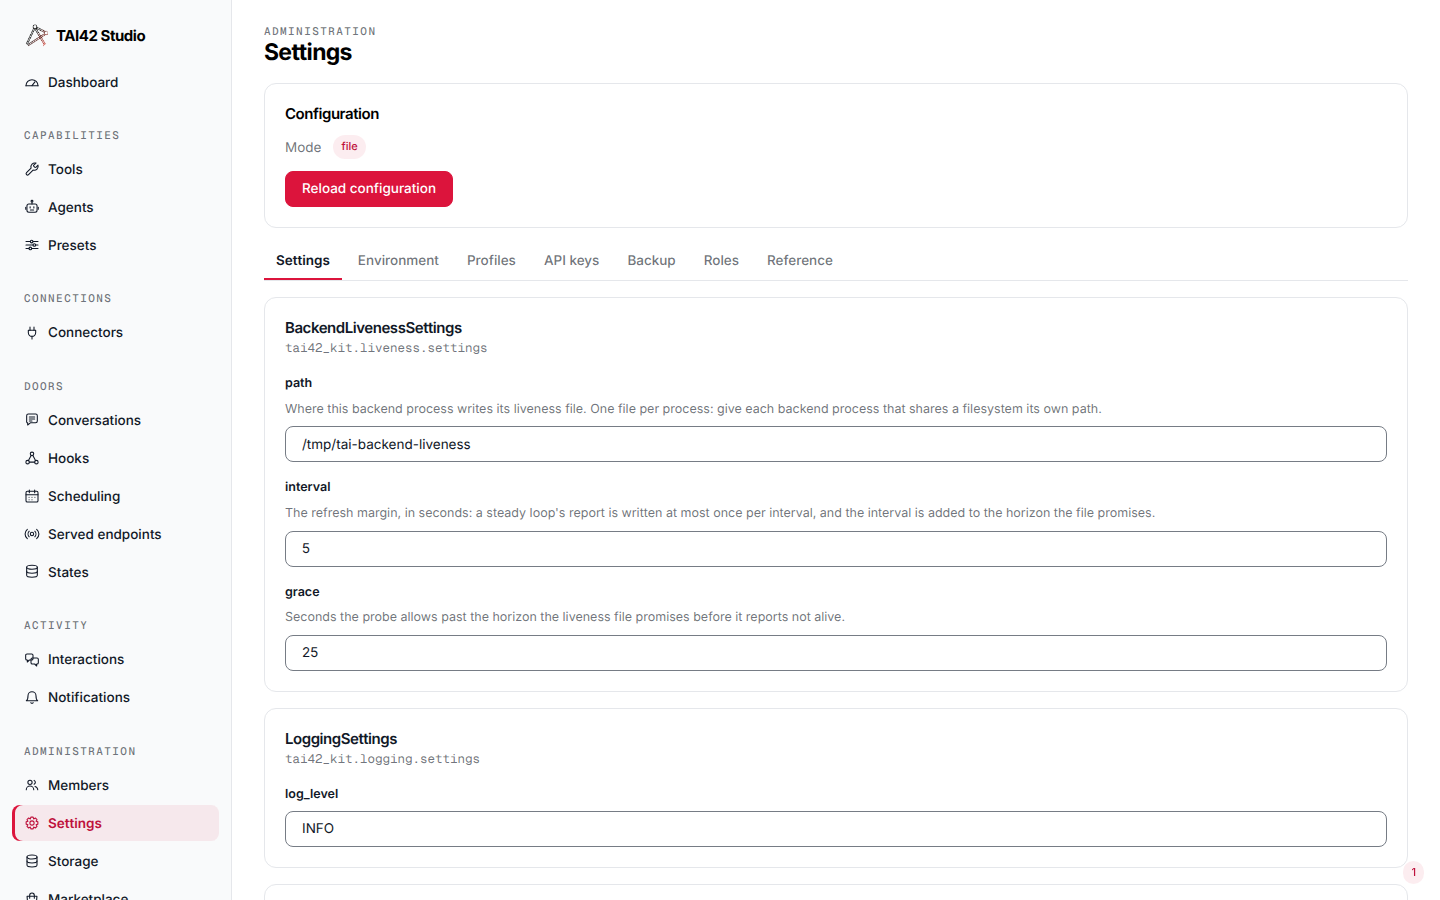 TAI42 Studio
Dashboard
CAPABILITIES
Tools
Agents
Presets
CONNECTIONS
Connectors
DOORS
Conversations
Hooks
Scheduling
Served endpoints
States
ACTIVITY
Interactions
Notifications
ADMINISTRATION
Members
Settings
Storage
Marketplace
ADMINISTRATION
Settings
Configuration
Mode file
Reload configuration
Settings Environment Profiles API keys Backup Roles Reference
BackendLivenessSettings
tai42_kit.liveness.settings
path
Where this backend process writes its liveness file. One file per process: give each backend process that shares a filesystem its own path.
/tmp/tai-backend-liveness
interval
The refresh margin, in seconds: a steady loop's report is written at most once per interval, and the interval is added to the horizon the file promises.
5
grace
Seconds the probe allows past the horizon the liveness file promises before it reports not alive.
25
LoggingSettings
tai42_kit.logging.settings
log_level
INFO
1